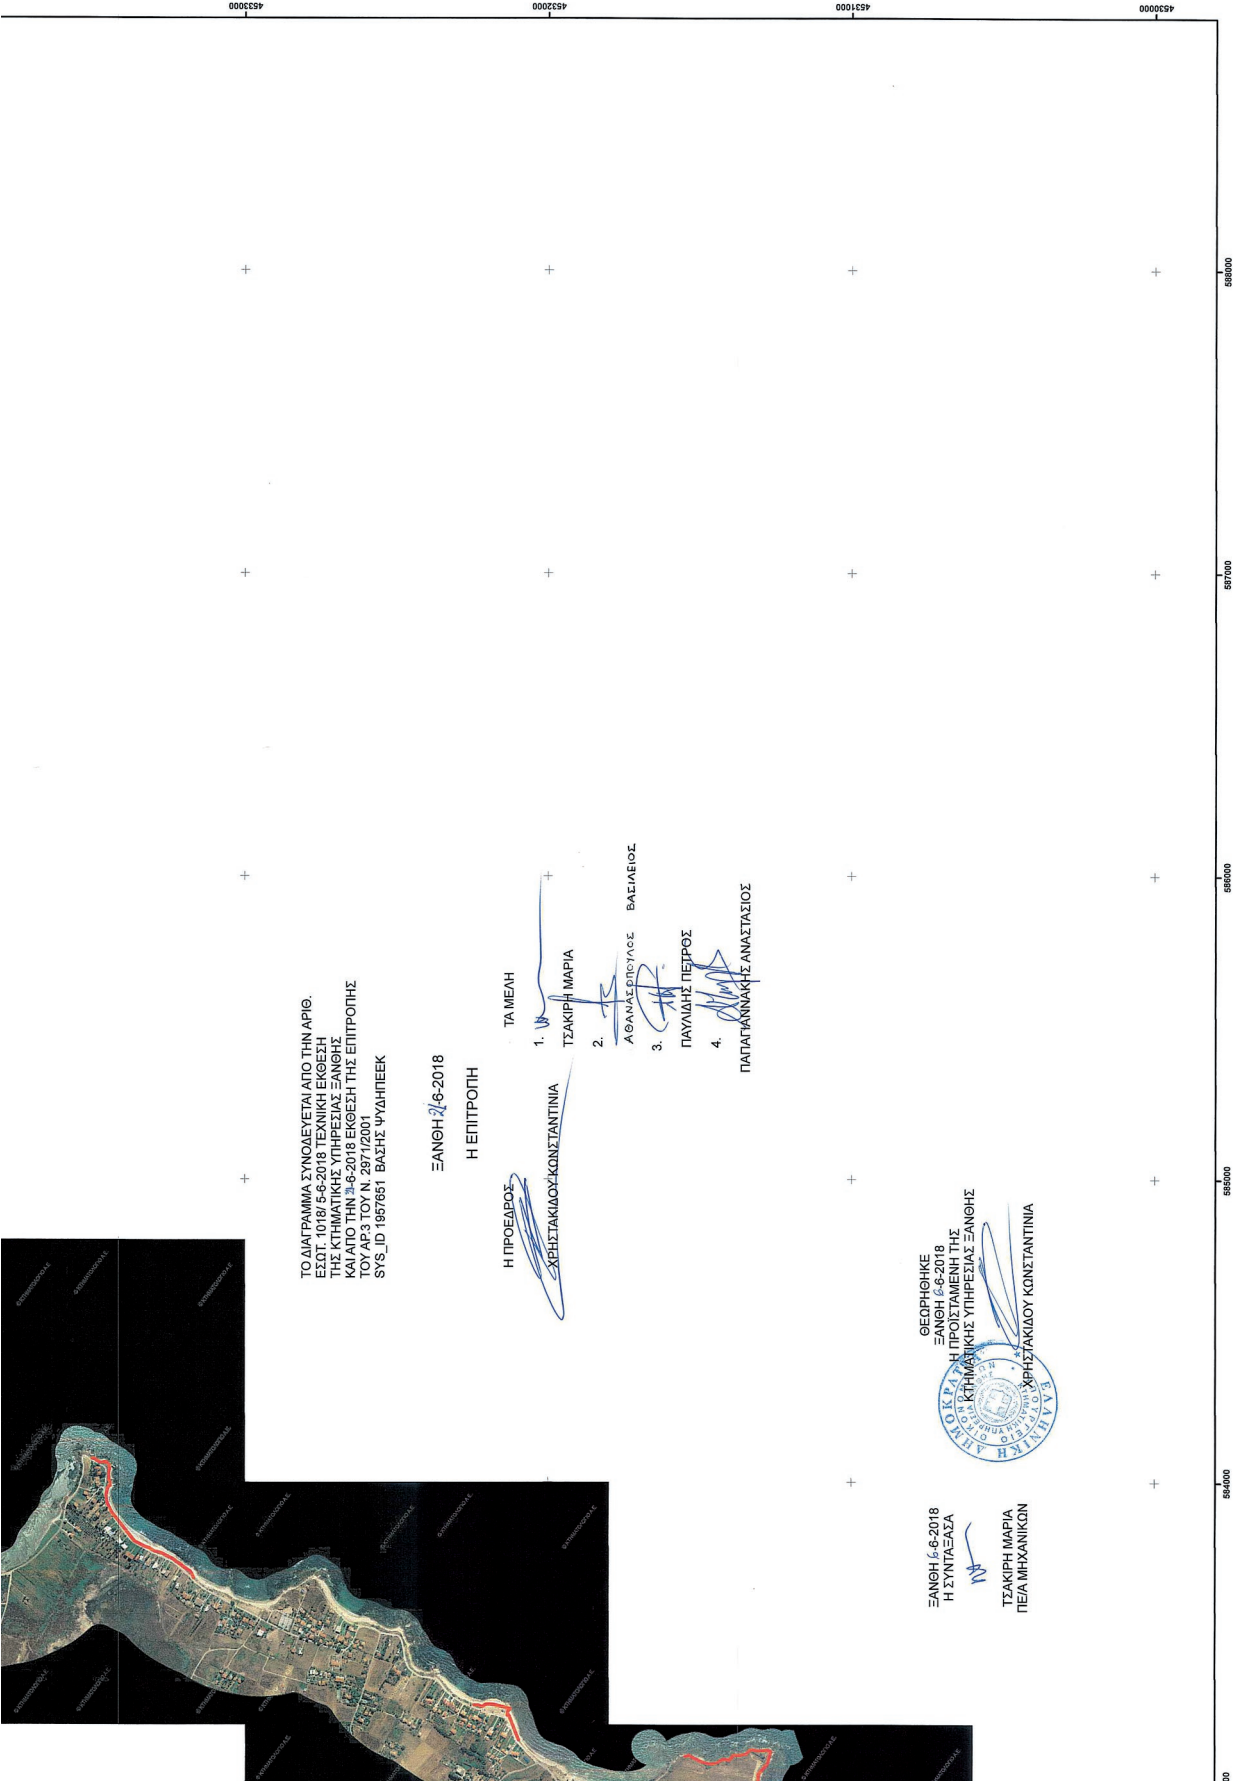 4533000
4532000
4531000
4530000
588000
587000
586000
585000
584000
ΤΟ ΔΙΑΓΡΑΜΜΑ ΣΥΝΟΔΕΥΕΤΑΙ ΑΠΟ ΤΗΝ ΑΡΙΘ.
ΕΣΩΤ. 1018/ 5-6-2018 ΤΕΧΝΙΚΗ ΕΚΘΕΣΗ
ΤΗΣ ΚΤΗΜΑΤΙΚΗΣ ΥΠΗΡΕΣΙΑΣ ΞΑΝΘΗΣ
ΚΑΙ ΑΠΟ ΤΗΝ 21-6-2018 ΕΚΘΕΣΗ ΤΗΣ ΕΠΙΤΡΟΠΗΣ
ΤΟΥ ΑΡ.3 ΤΟΥ Ν. 2971/2001
SYS_ID 1957651 ΒΑΣΗΣ ΨΥΔΗΠΕΕΚ
ΞΑΝΘΗ 21-6-2018
Η ΕΠΙΤΡΟΠΗ
Η ΠΡΟΕΔΡΟΣ
ΧΡΗΣΤΑΚΙΔΟΥ ΚΩΝΣΤΑΝΤΙΝΙΑ
ΤΑ ΜΕΛΗ
1.
ΤΣΑΚΙΡΗ ΜΑΡΙΑ
2.
ΑΘΑΝΑΣΟΠΟΥΛΟΣ ΒΑΣΙΛΕΙΟΣ
3.
ΠΑΥΛΙΔΗΣ ΠΕΤΡΟΣ
4.
ΠΑΠΑΓΙΑΝΝΑΚΗΣ ΑΝΑΣΤΑΣΙΟΣ
ΞΑΝΘΗ 6-6-2018
Η ΣΥΝΤΑΞΑΣΑ
ΤΣΑΚΙΡΗ ΜΑΡΙΑ
ΠΕ/Α ΜΗΧΑΝΙΚΩΝ
ΘΕΩΡΗΘΗΚΕ
ΞΑΝΘΗ 6-6-2018
Η ΠΡΟΪΣΤΑΜΕΝΗ ΤΗΣ
ΚΤΗΜΑΤΙΚΗΣ ΥΠΗΡΕΣΙΑΣ ΞΑΝΘΗΣ
ΧΡΗΣΤΑΚΙΔΟΥ ΚΩΝΣΤΑΝΤΙΝΙΑ
ΕΛΛΗΝΙΚΗ ΔΗΜΟΚΡΑΤΙΑ